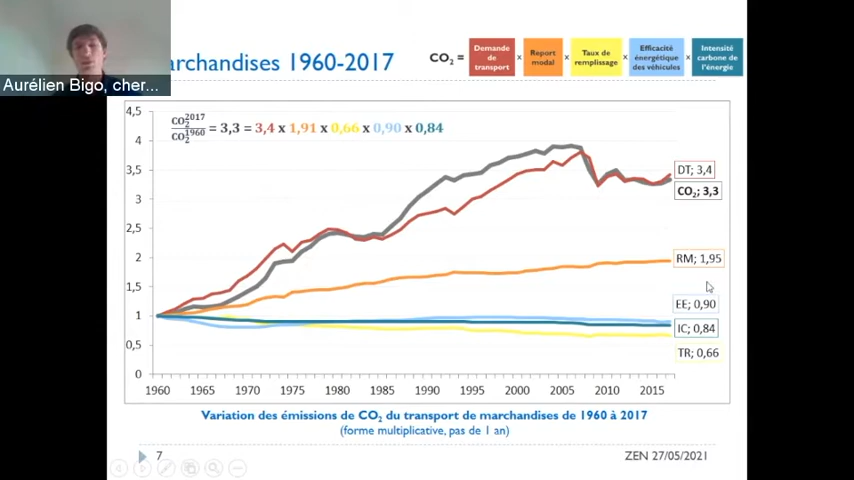 Aurélien Bigo, cher...
archandises 1960-2017
CO₂ = Demande de transport x Report modal x Taux de remplissage x Efficacité énergétique des véhicules x Intensité carbone de l'énergie
CO₂2017 / CO₂1960 = 3,3 = 3,4 x 1,91 x 0,66 x 0,90 x 0,84
4,5
4
3,5
3
2,5
2
1,5
1
0,5
0
DT; 3,4
CO₂; 3,3
RM; 1,95
EE; 0,90
IC; 0,84
TR; 0,66
1960 1965 1970 1975 1980 1985 1990 1995 2000 2005 2010 2015
Variation des émissions de CO₂ du transport de marchandises de 1960 à 2017
(forme multiplicative, pas de 1 an)
7
ZEN 27/05/2021